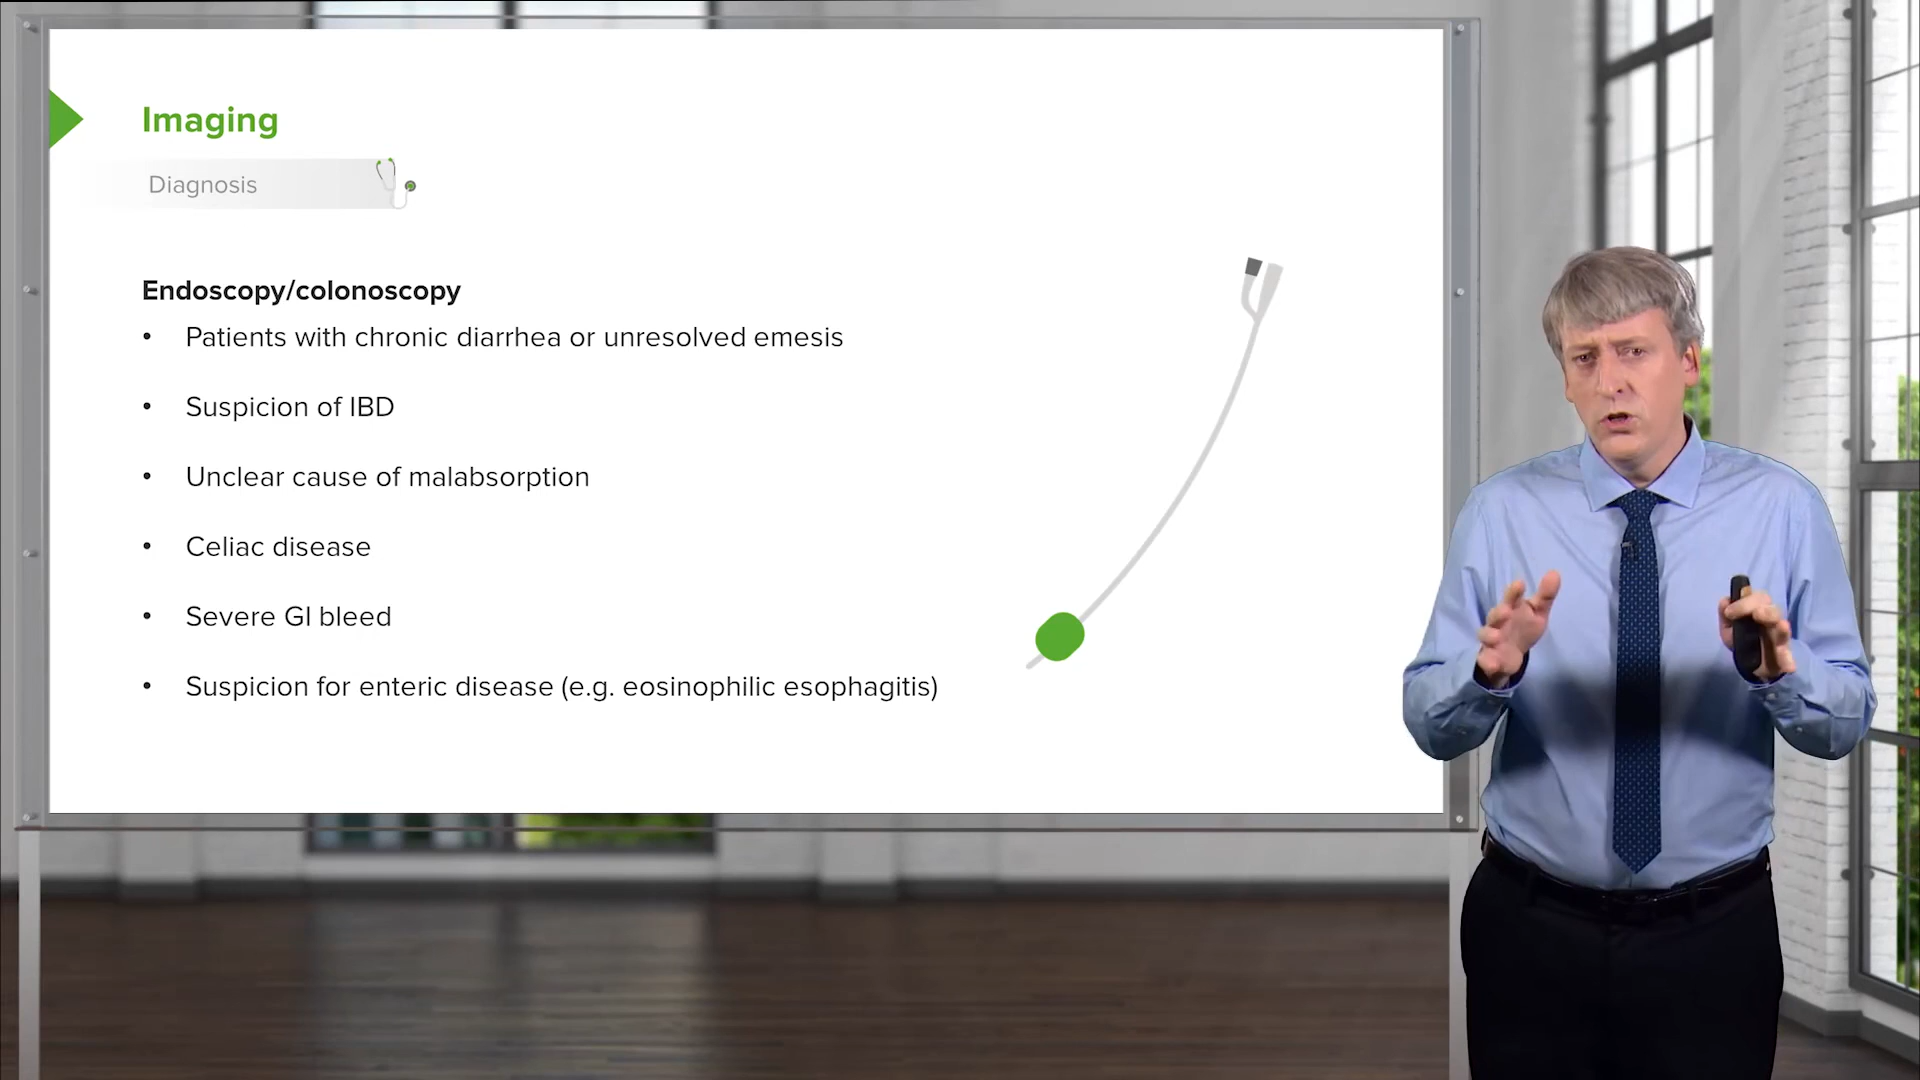 Imaging
Diagnosis
Endoscopy/colonoscopy
• Patients with chronic diarrhea or unresolved emesis
• Suspicion of IBD
• Unclear cause of malabsorption
• Celiac disease
• Severe GI bleed
• Suspicion for enteric disease (e.g. eosinophilic esophagitis)